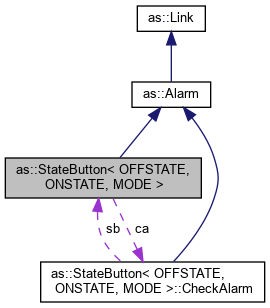 as::Link
as::Alarm
as::StateButton< OFFSTATE,
ONSTATE, MODE >
sb
ca
as::StateButton< OFFSTATE,
ONSTATE, MODE >::CheckAlarm